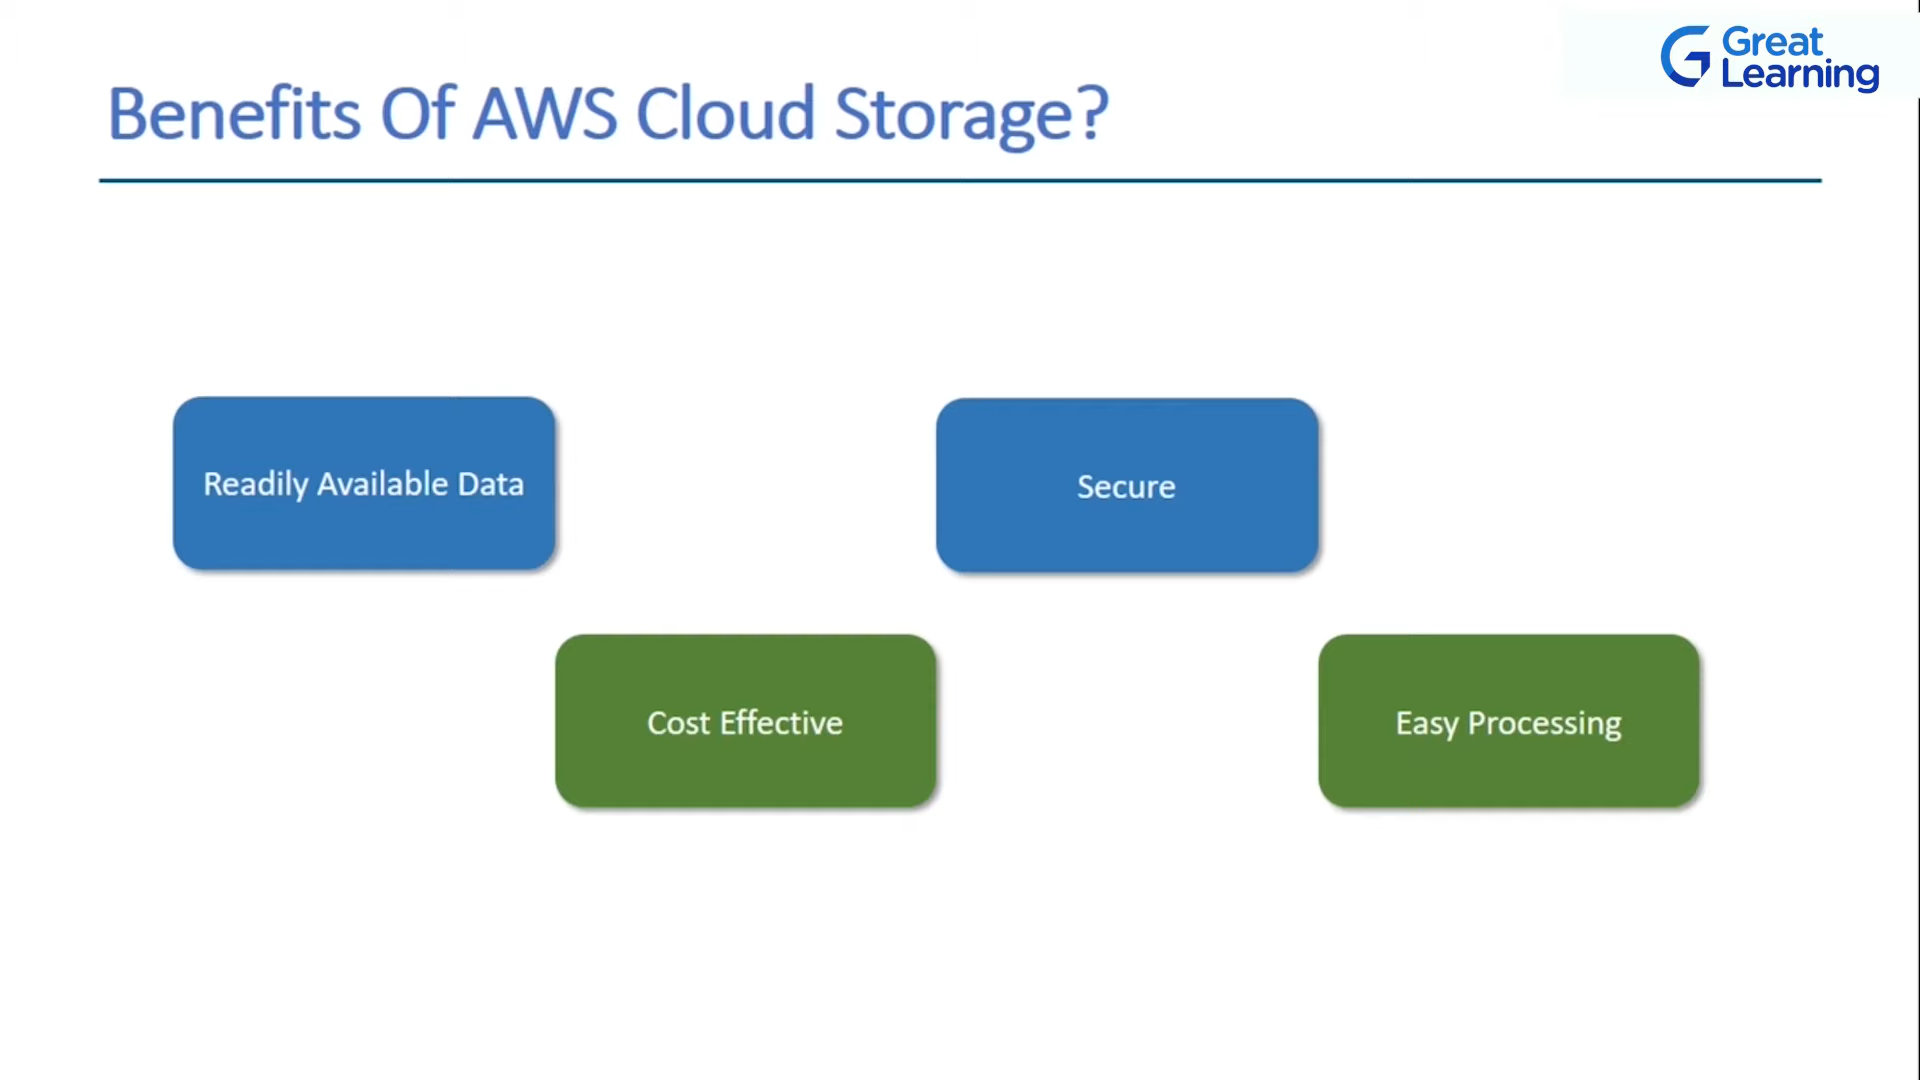 Great
Learning
Benefits Of AWS Cloud Storage?
Readily Available Data
Secure
Cost Effective
Easy Processing